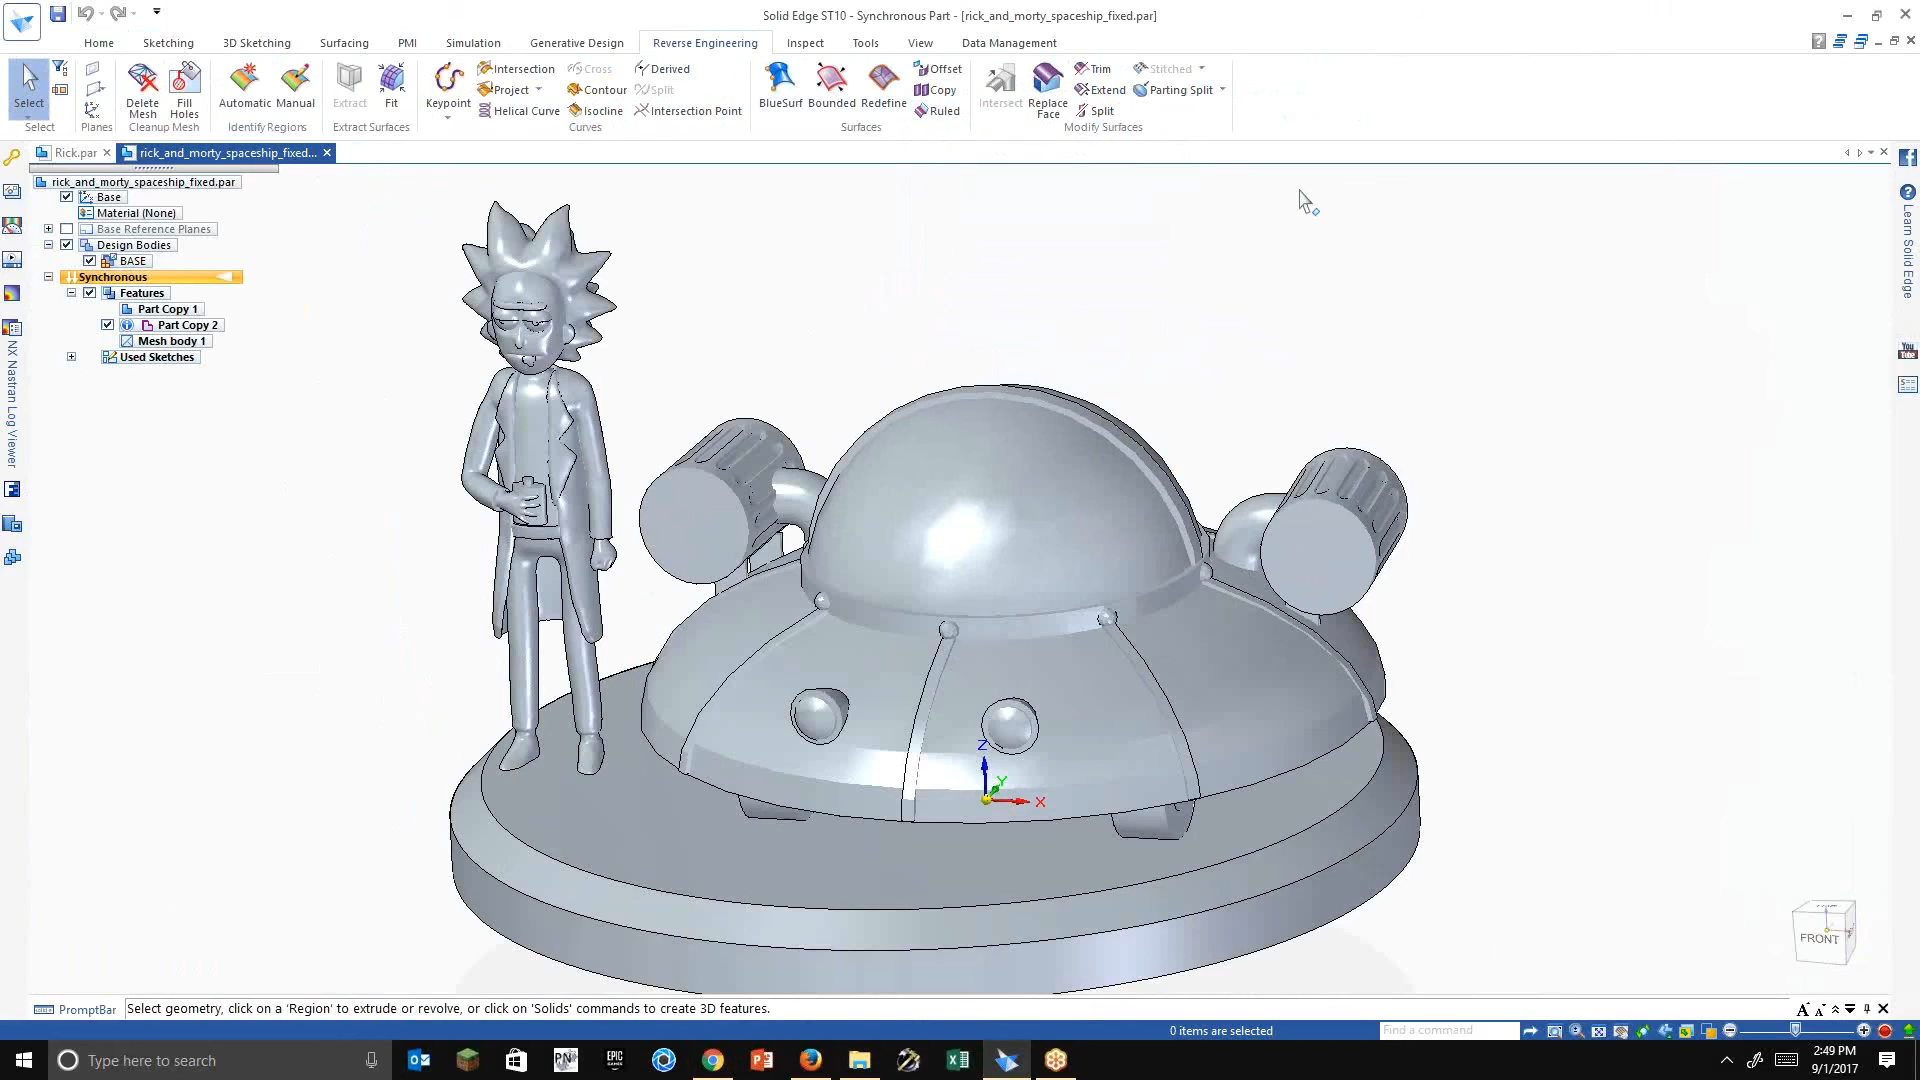 Solid Edge ST10 - Synchronous Part - [rick_and_morty_spaceship_fixed.par]
Home Sketching 3D Sketching Surfacing PMI Simulation Generative Design Reverse Engineering Inspect Tools View Data Management
Select
Select
Planes
Delete Mesh
Fill Holes
Cleanup Mesh
Automatic Manual
Identify Regions
Extract Fit
Extract Surfaces
Keypoint
Intersection Cross Derived
Project Contour Split
Helical Curve Isocline Intersection Point
Curves
BlueSurf Bounded Redefine
Offset
Copy
Ruled
Surfaces
Intersect Replace Face
Trim Stitched
Extend Parting Split
Split
Modify Surfaces
Rick.par
rick_and_morty_spaceship_fixed...
rick_and_morty_spaceship_fixed.par
Base
Material (None)
Base Reference Planes
Design Bodies
BASE
Synchronous
Features
Part Copy 1
Part Copy 2
Mesh body 1
Used Sketches
NX Nastran Log Viewer
Learn Solid Edge
You Tube
Z
Y
X
FRONT
PromptBar
Select geometry, click on a 'Region' to extrude or revolve, or click on 'Solids' commands to create 3D features.
0 items are selected
Find a command
Type here to search
PN
EPIC GAMES
2:49 PM
9/1/2017